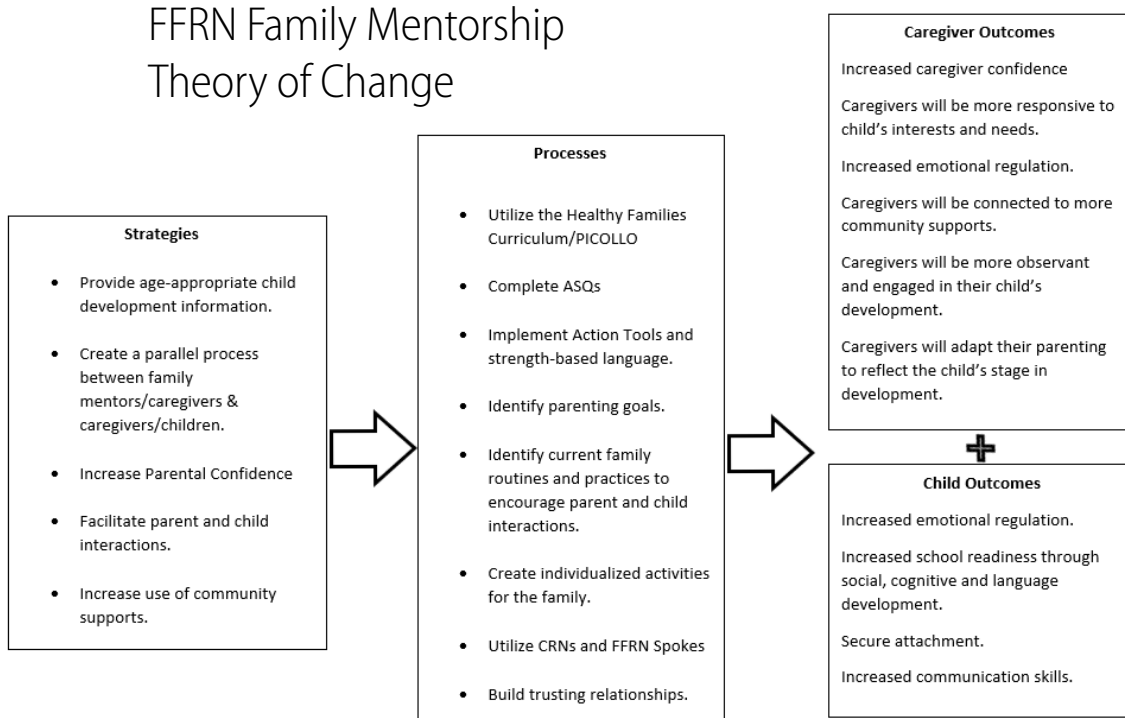 FFRN Family Mentorship
Theory of Change
Strategies
• Provide age-appropriate child
development information.
• Create a parallel process
between family
mentors/caregivers &
caregivers/children.
• Increase Parental Confidence
• Facilitate parent and child
interactions.
• Increase use of community
supports.
Processes
• Utilize the Healthy Families
Curriculum/PICOLLO
• Complete ASQs
• Implement Action Tools and
strength-based language.
• Identify parenting goals.
• Identify current family
routines and practices to
encourage parent and child
interactions.
• Create individualized activities
for the family.
• Utilize CRNs and FFRN Spokes
• Build trusting relationships.
Caregiver Outcomes
Increased caregiver confidence
Caregivers will be more responsive to
child's interests and needs.
Increased emotional regulation.
Caregivers will be connected to more
community supports.
Caregivers will be more observant
and engaged in their child's
development.
Caregivers will adapt their parenting
to reflect the child's stage in
development.
Child Outcomes
Increased emotional regulation.
Increased school readiness through
social, cognitive and language
development.
Secure attachment.
Increased communication skills.